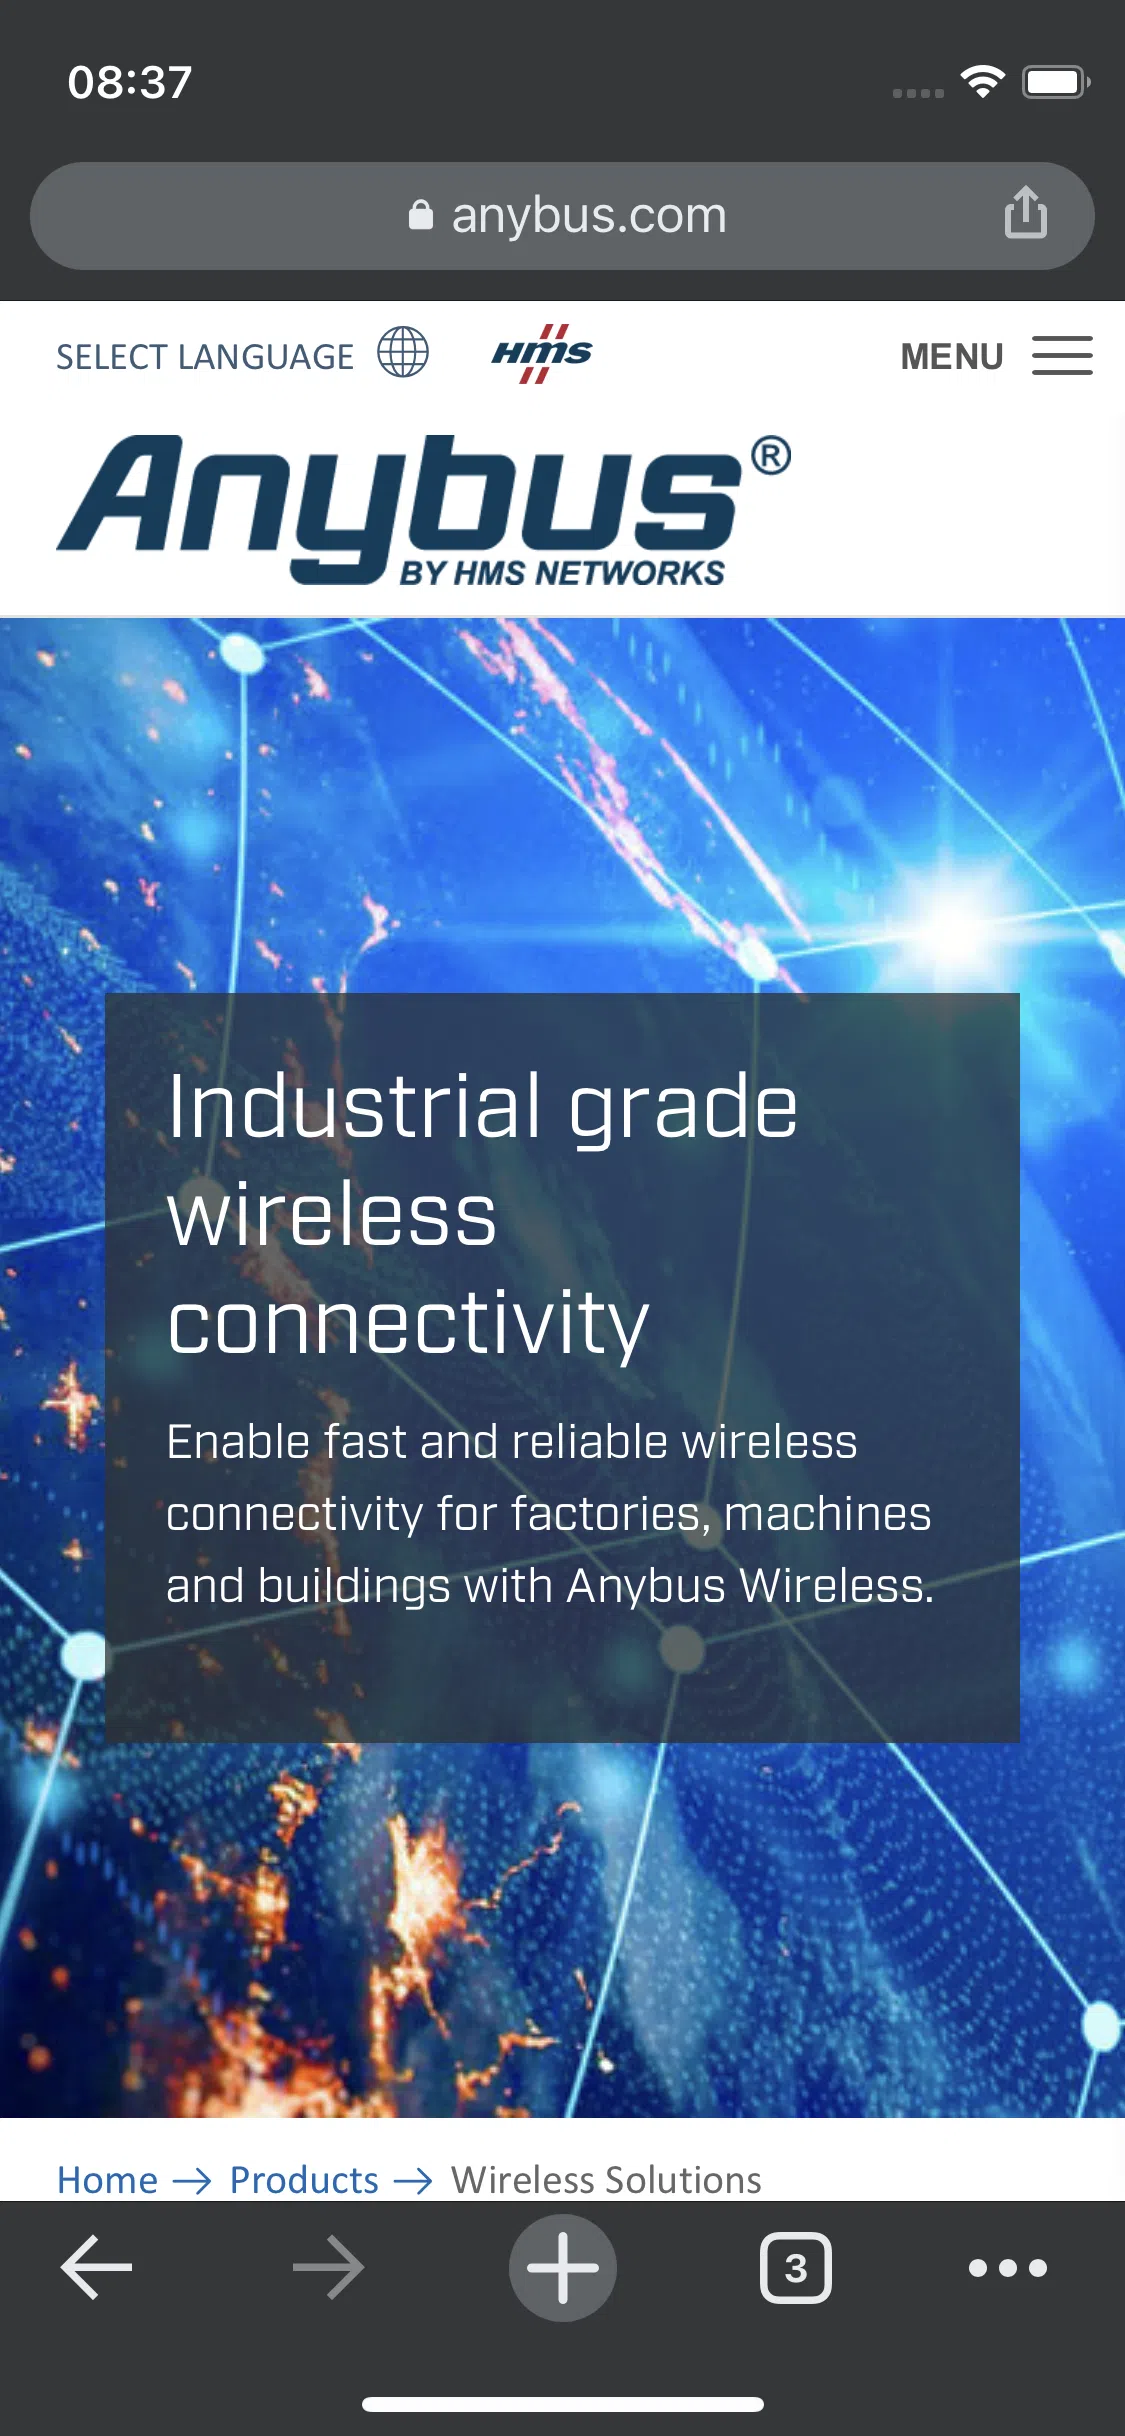 08:37
anybus.com
SELECT LANGUAGE
hms
MENU
Anybus®
BY HMS NETWORKS
Industrial grade
wireless
connectivity
Enable fast and reliable wireless
connectivity for factories, machines
and buildings with Anybus Wireless.
Home → Products → Wireless Solutions
3